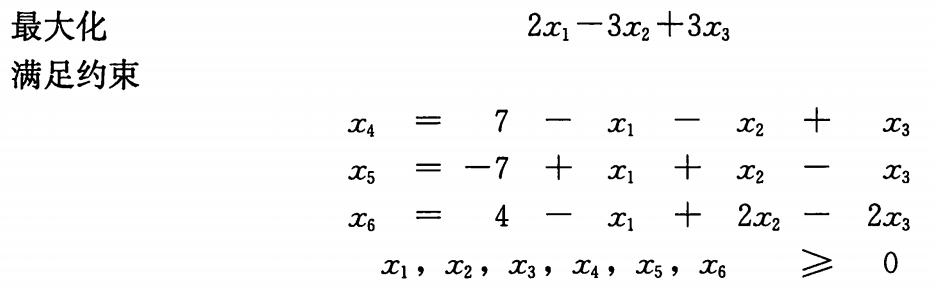 最大化 2x₁－3x₂＋3x₃
满足约束
x₄ ＝ 7 － x₁ － x₂ ＋ x₃
x₅ ＝ －7 ＋ x₁ ＋ x₂ － x₃
x₆ ＝ 4 － x₁ ＋ 2x₂ － 2x₃
x₁，x₂，x₃，x₄，x₅，x₆ ⩾ 0